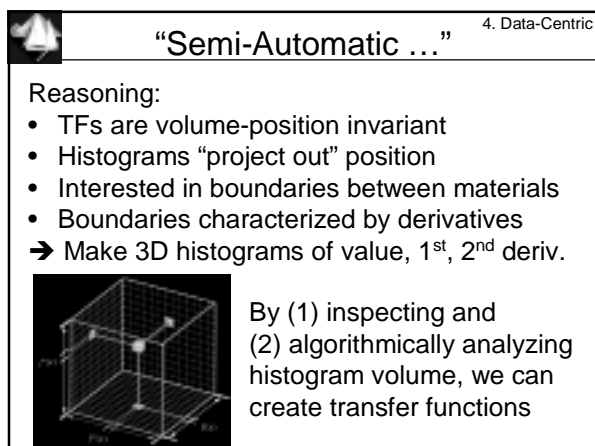 4. Data-Centric
“Semi-Automatic …”
Reasoning:
• TFs are volume-position invariant
• Histograms “project out” position
• Interested in boundaries between materials
• Boundaries characterized by derivatives
➔ Make 3D histograms of value, 1st, 2nd deriv.
By (1) inspecting and
(2) algorithmically analyzing
histogram volume, we can
create transfer functions